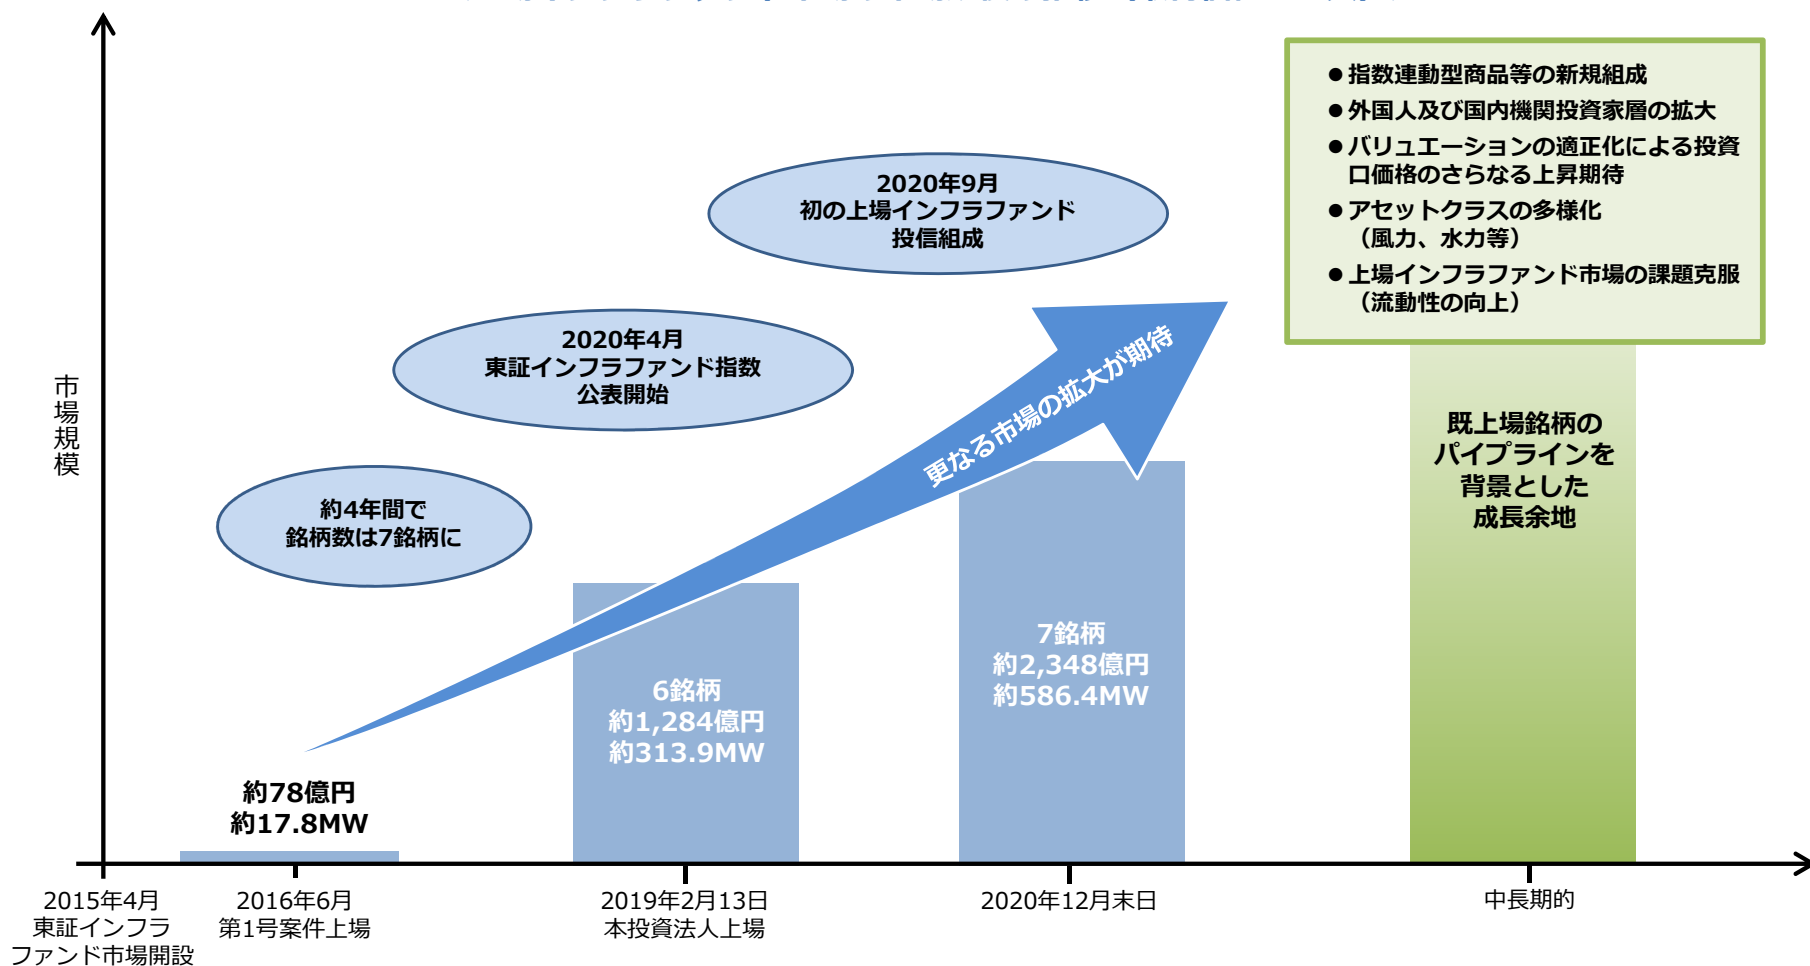 ● 指数連動型商品等の新規組成
● 外国人及び国内機関投資家層の拡大
● バリュエーションの適正化による投資
口価格のさらなる上昇期待
● アセットクラスの多様化
（風力、水力等）
● 上場インフラファンド市場の課題克服
（流動性の向上）
2020年9月
初の上場インフラファンド
投信組成
2020年4月
東証インフラファンド指数
公表開始
約4年間で
銘柄数は7銘柄に
更なる市場の拡大が期待
市場規模
既上場銘柄の
パイプラインを
背景とした
成長余地
約78億円
約17.8MW
6銘柄
約1,284億円
約313.9MW
7銘柄
約2,348億円
約586.4MW
2015年4月
東証インフラ
ファンド市場開設
2016年6月
第1号案件上場
2019年2月13日
本投資法人上場
2020年12月末日
中長期的